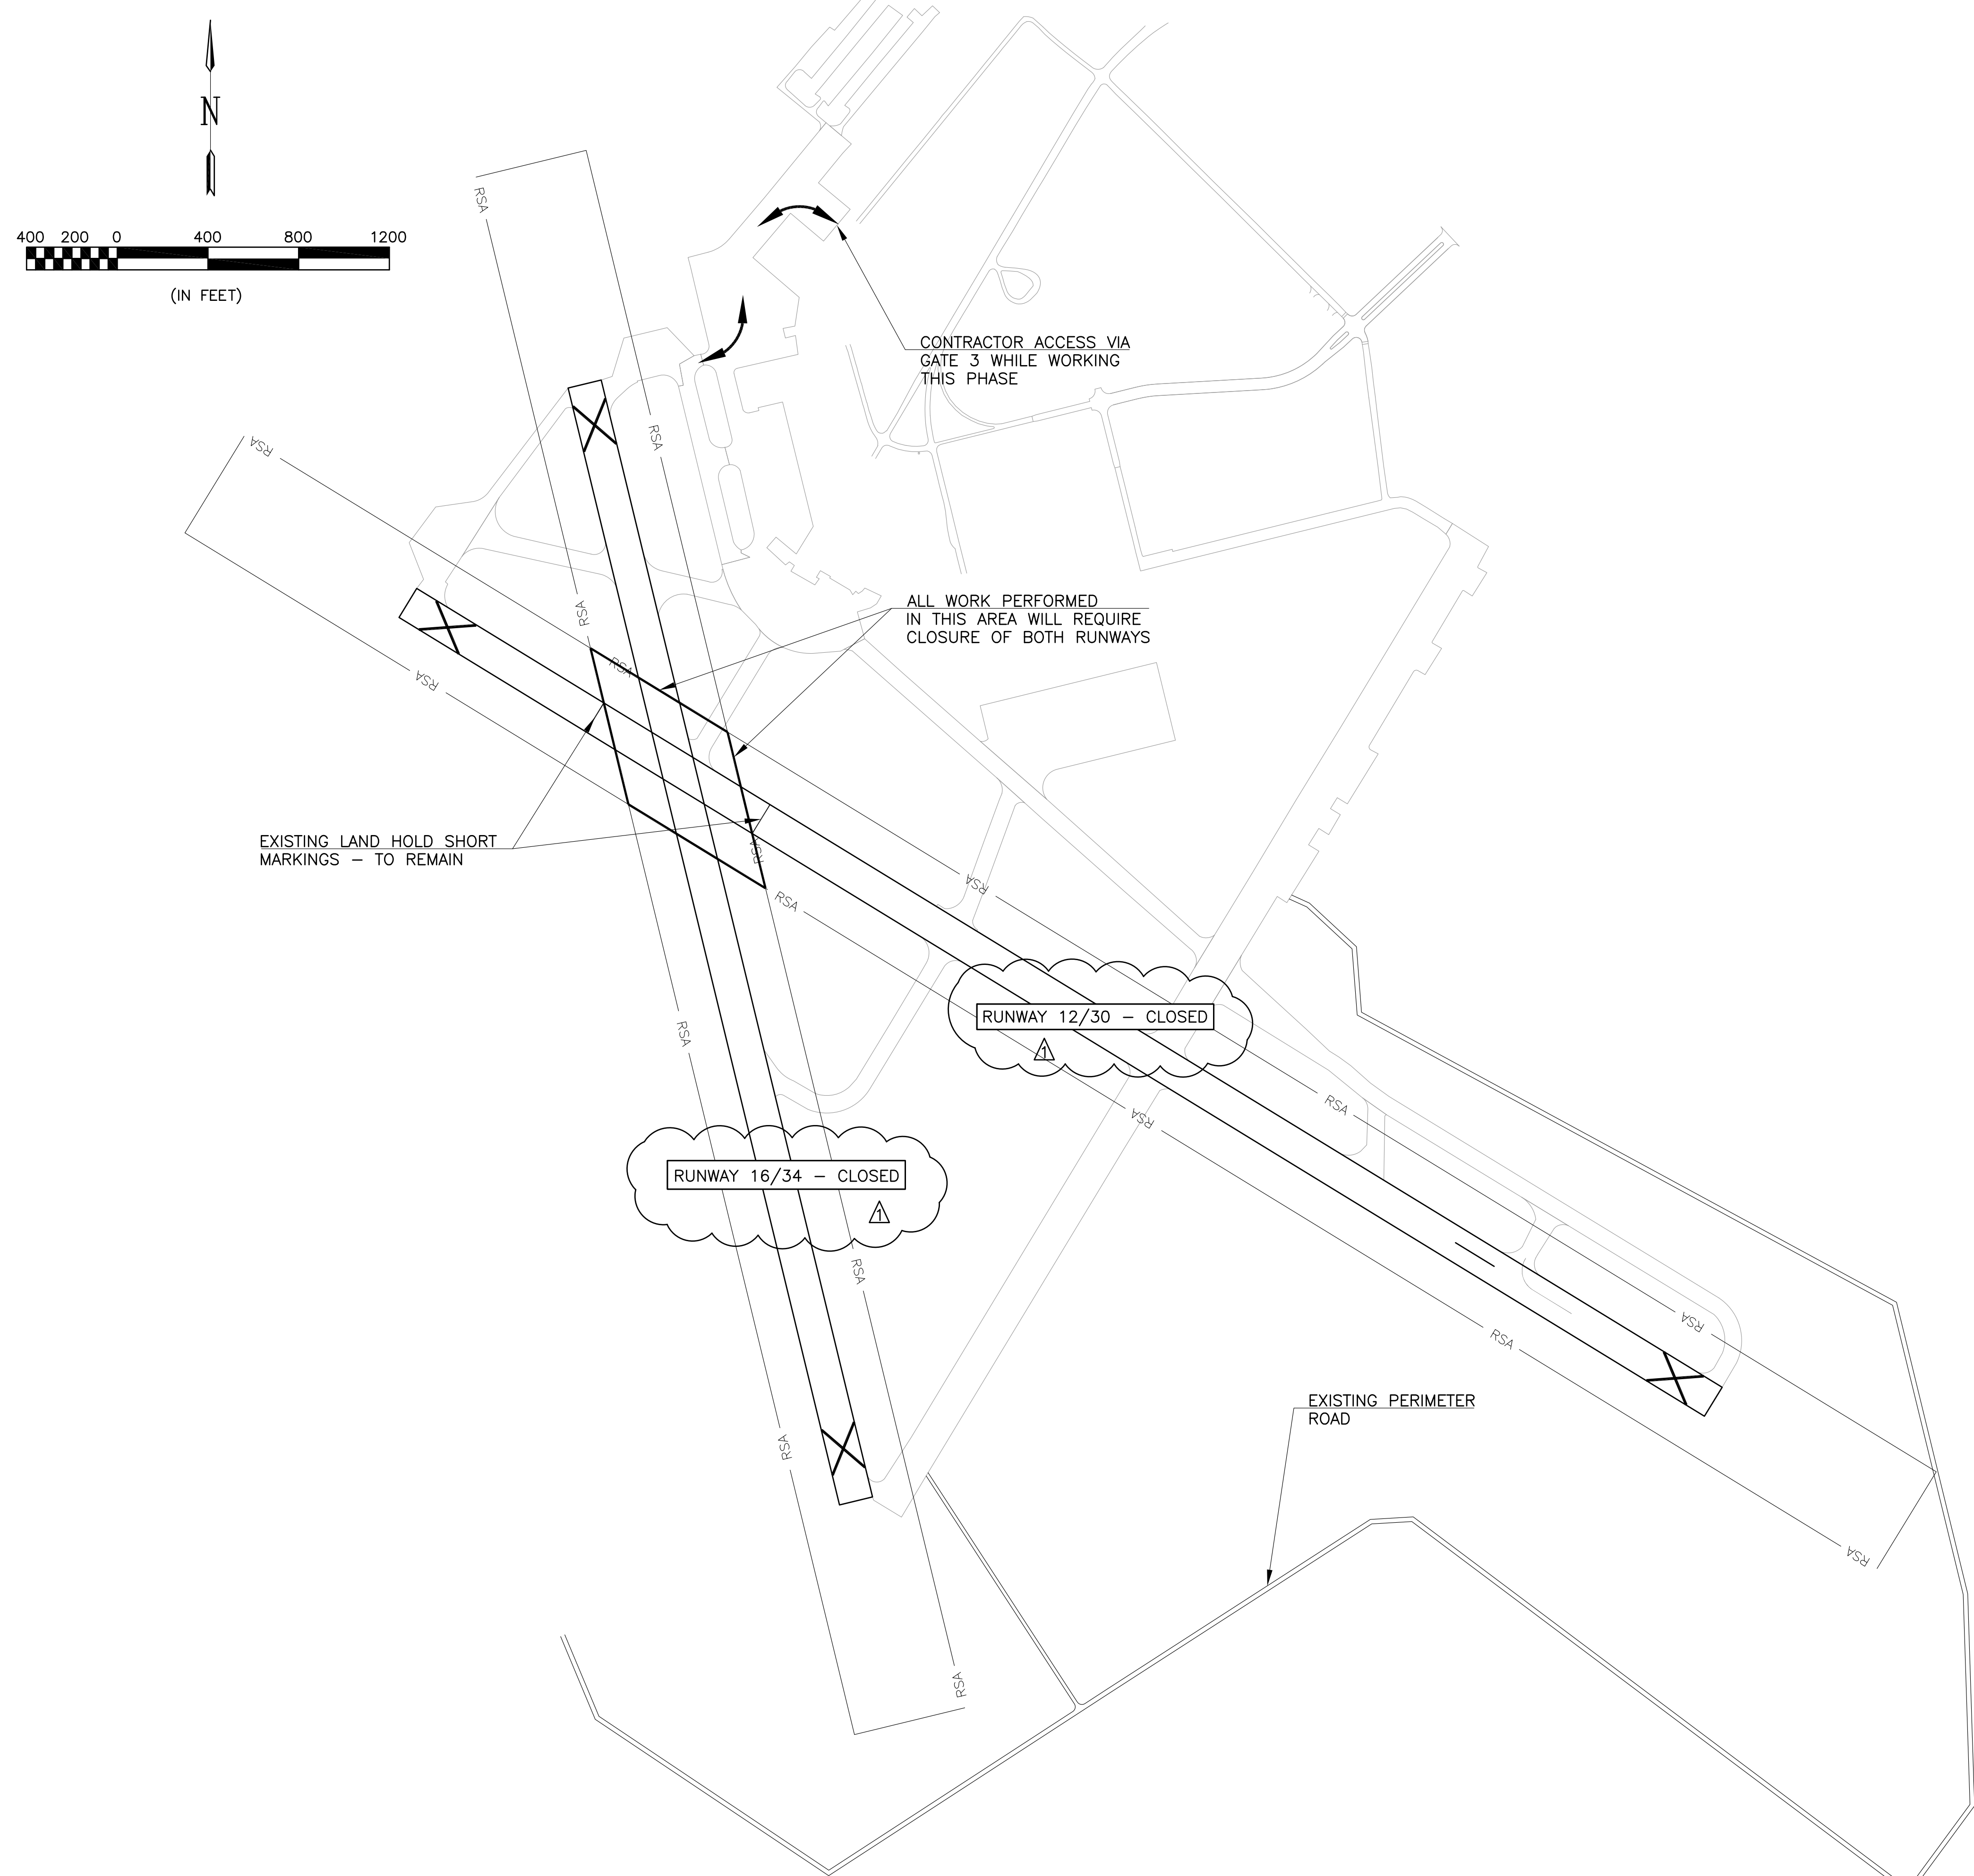 N
400 200 0 400 800 1200
(IN FEET)
RSA
RSA
RSA
CONTRACTOR ACCESS VIA
GATE 3 WHILE WORKING
THIS PHASE
RSA
RSA
RSA
RSA
ALL WORK PERFORMED
IN THIS AREA WILL REQUIRE
CLOSURE OF BOTH RUNWAYS
EXISTING LAND HOLD SHORT
MARKINGS – TO REMAIN
RSA
RSA
RSA
RUNWAY 12/30 – CLOSED
1
RSA
RSA
RSA
RUNWAY 16/34 – CLOSED
1
RSA
RSA
RSA
RSA
EXISTING PERIMETER
ROAD
RSA
RSA